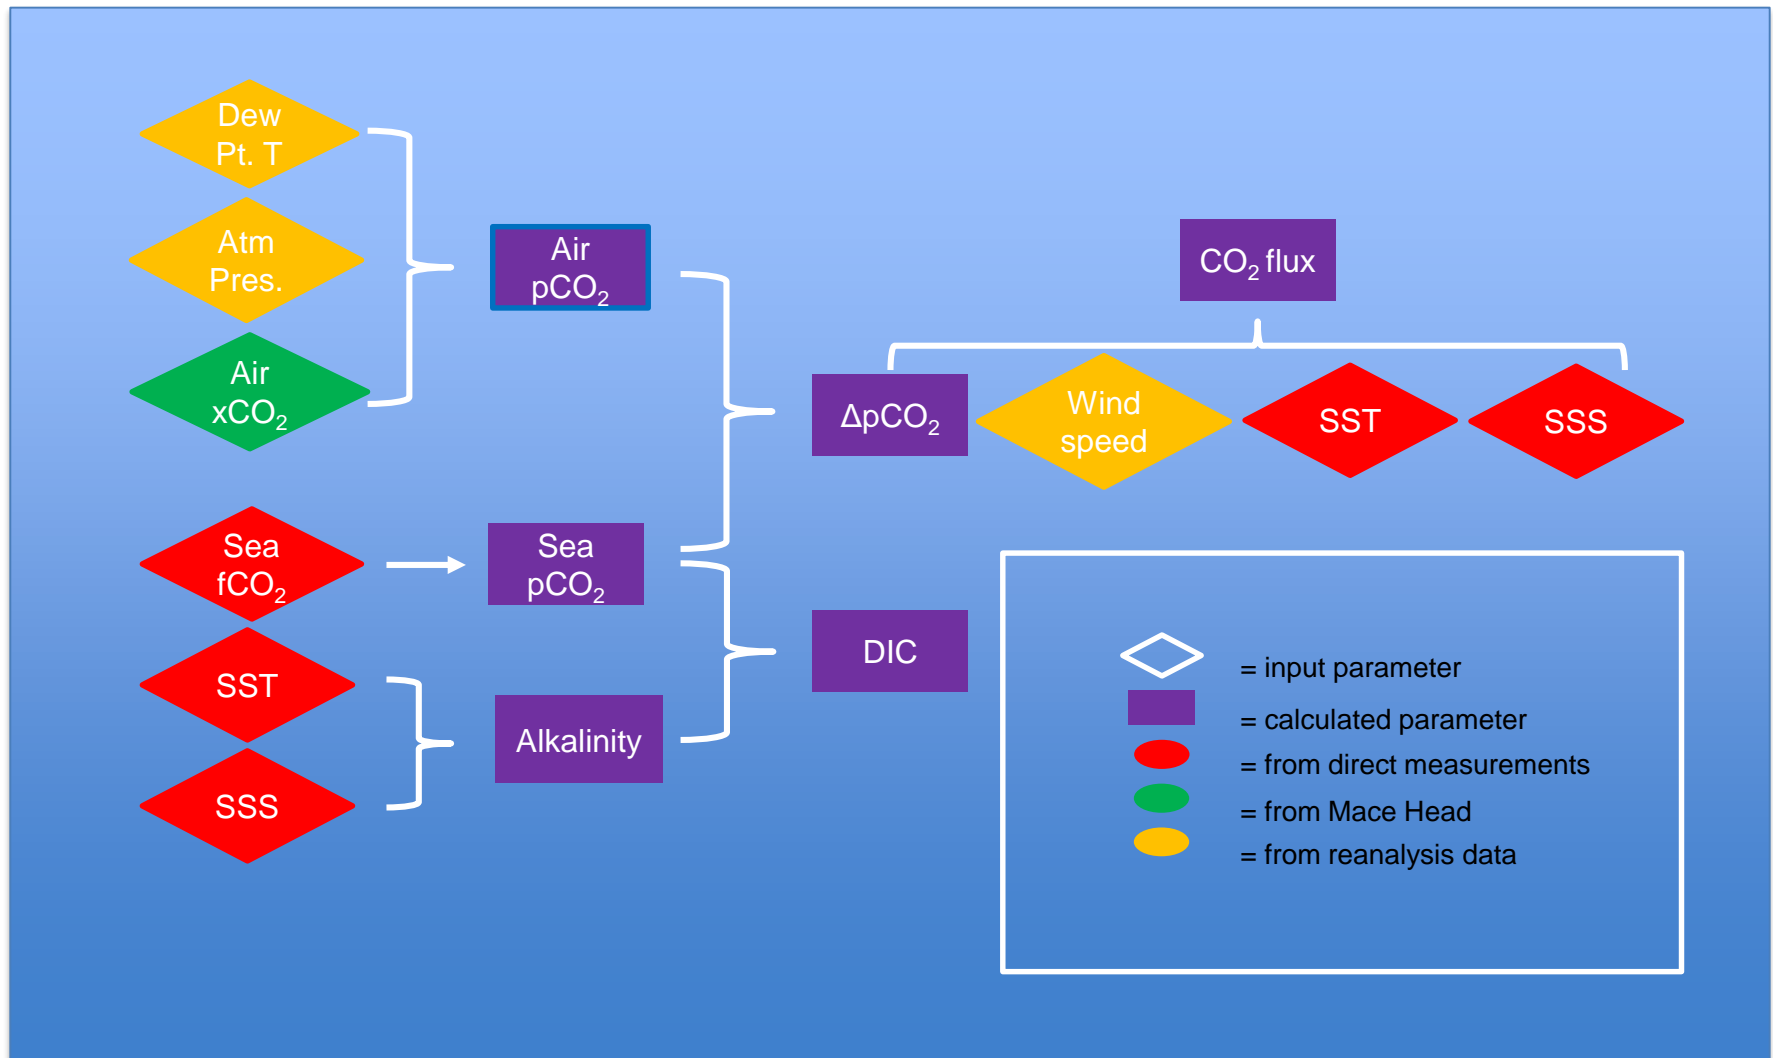 Dew
Pt. T
Atm
Pres.
Air
xCO₂
Sea
fCO₂
SST
SSS
Air
pCO₂
Sea
pCO₂
Alkalinity
ΔpCO₂
DIC
CO₂ flux
Wind
speed
SST
SSS
= input parameter
= calculated parameter
= from direct measurements
= from Mace Head
= from reanalysis data